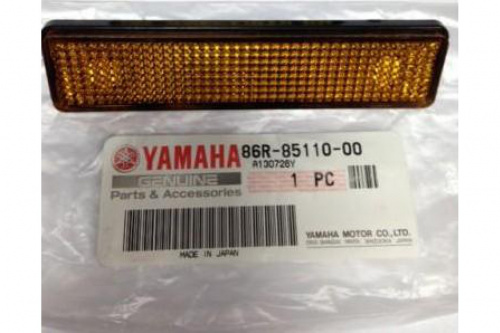 YAMAHA 86R-85110-00
A130726Y
GENUINE
1 PC
Parts & Accessories
YAMAHA MOTOR CO., LTD.
MADE IN JAPAN